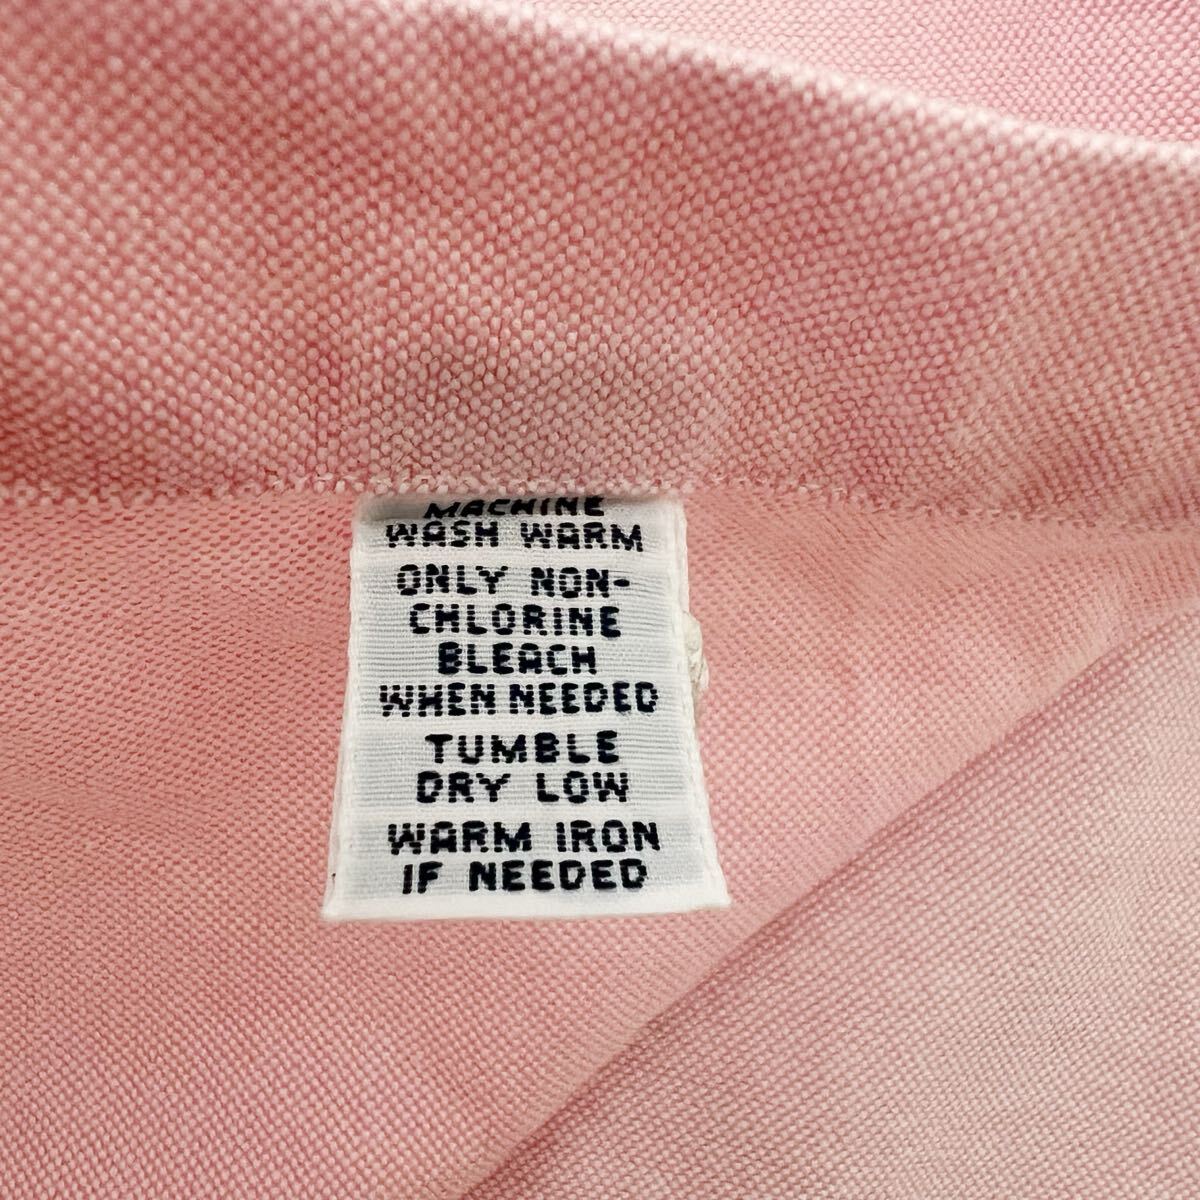 MACHINE
WASH WARM
ONLY NON-
CHLORINE
BLEACH
WHEN NEEDED
TUMBLE
DRY LOW
WARM IRON
IF NEEDED